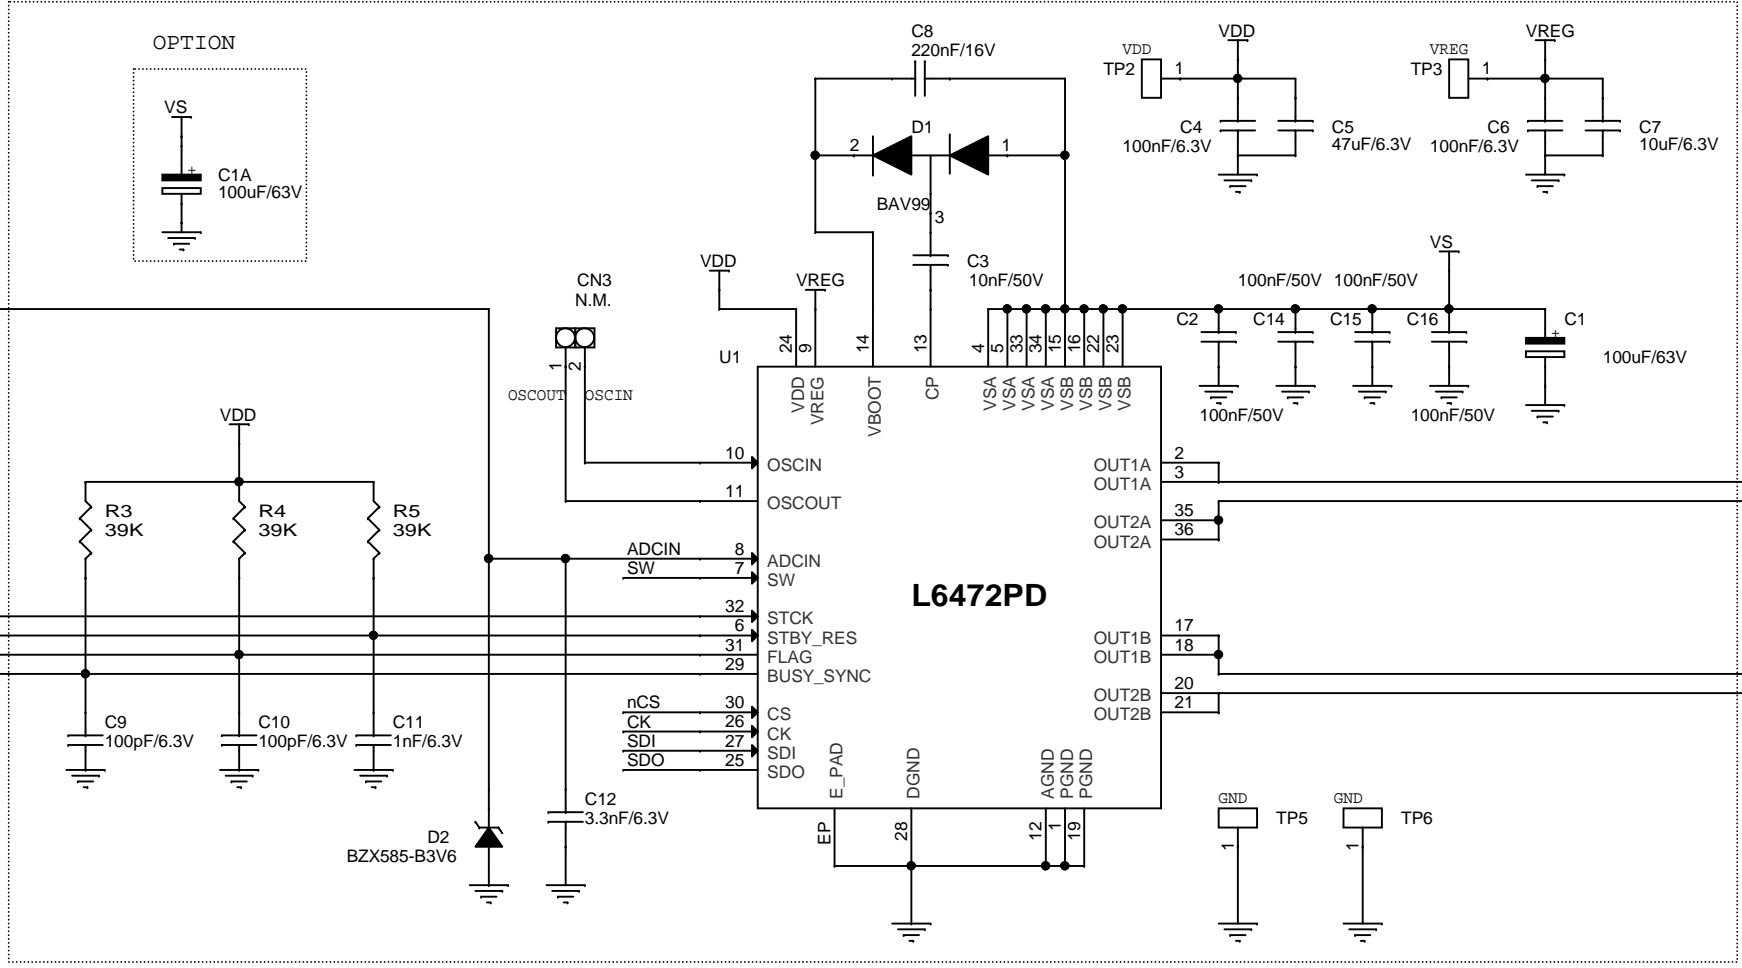 OPTION
VS
+
C1A
100uF/63V
C8
220nF/16V
D1
2
1
BAV99
3
C3
10nF/50V
VDD
VDD
TP2
1
C4
100nF/6.3V
C5
47uF/6.3V
VREG
VREG
TP3
1
C6
100nF/6.3V
C7
10uF/6.3V
CN3
N.M.
1
2
OSCOUT
OSCIN
VDD
VREG
U1
24
9
14
13
4
5
33
34
15
16
22
23
VDD
VREG
VBOOT
CP
VSA
VSA
VSA
VSA
VSB
VSB
VSB
VSB
VS
100nF/50V
100nF/50V
C2
C14
C15
C16
C1
+
100uF/63V
100nF/50V
100nF/50V
VDD
R3
39K
R4
39K
R5
39K
10
OSCIN
11
OSCOUT
ADCIN
8
ADCIN
SW
7
SW
32
STCK
6
STBY_RES
31
FLAG
29
BUSY_SYNC
nCS
30
CS
CK
26
CK
SDI
27
SDI
SDO
25
SDO
L6472PD
OUT1A
2
OUT1A
3
OUT2A
35
OUT2A
36
OUT1B
17
OUT1B
18
OUT2B
20
OUT2B
21
C9
100pF/6.3V
C10
100pF/6.3V
C11
1nF/6.3V
C12
3.3nF/6.3V
D2
BZX585-B3V6
E_PAD
DGND
AGND
PGND
PGND
EP
28
12
1
19
GND
TP5
1
GND
TP6
1